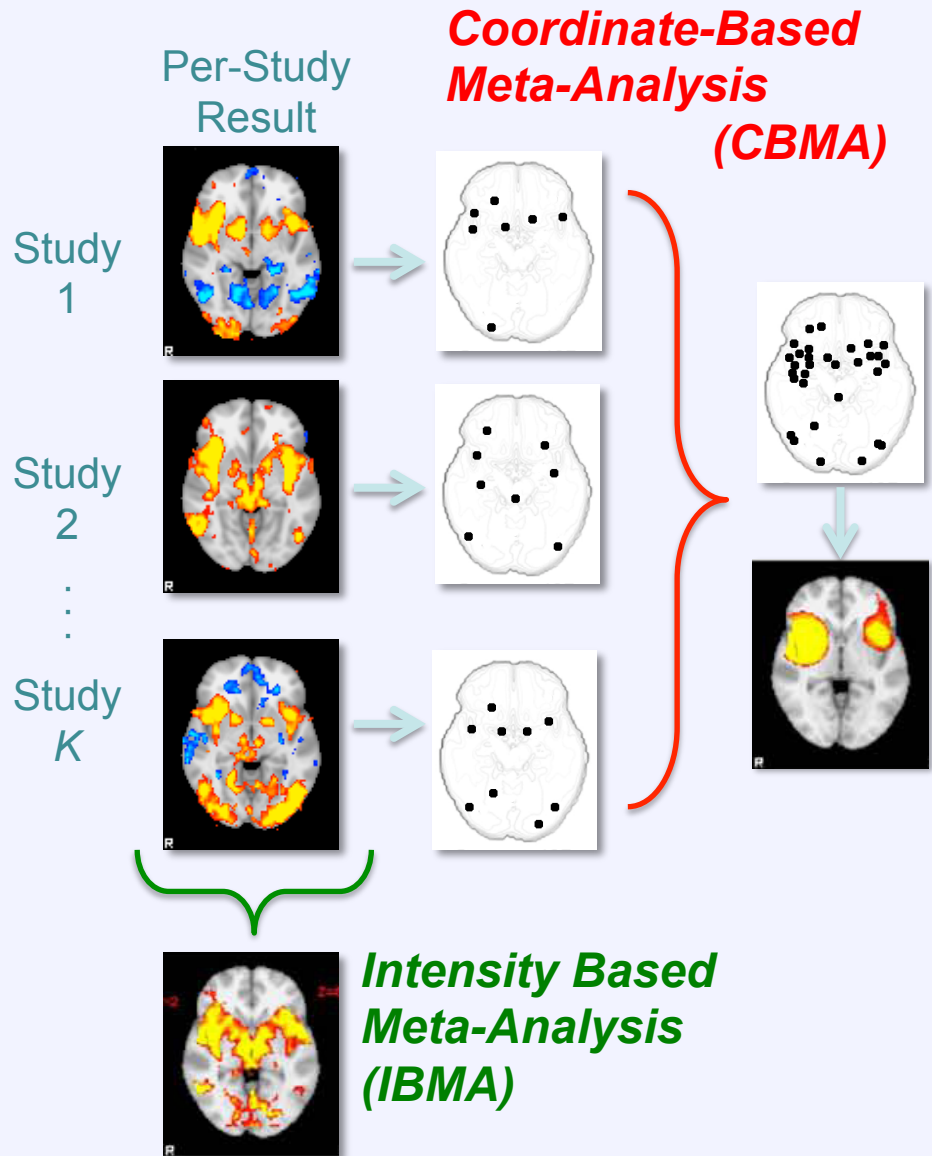 Coordinate-Based
Meta-Analysis
(CBMA)
Per-Study
Result
Study
1
R
Study
2
R
.
.
.
Study
K
R
R
Intensity Based
Meta-Analysis
(IBMA)
R